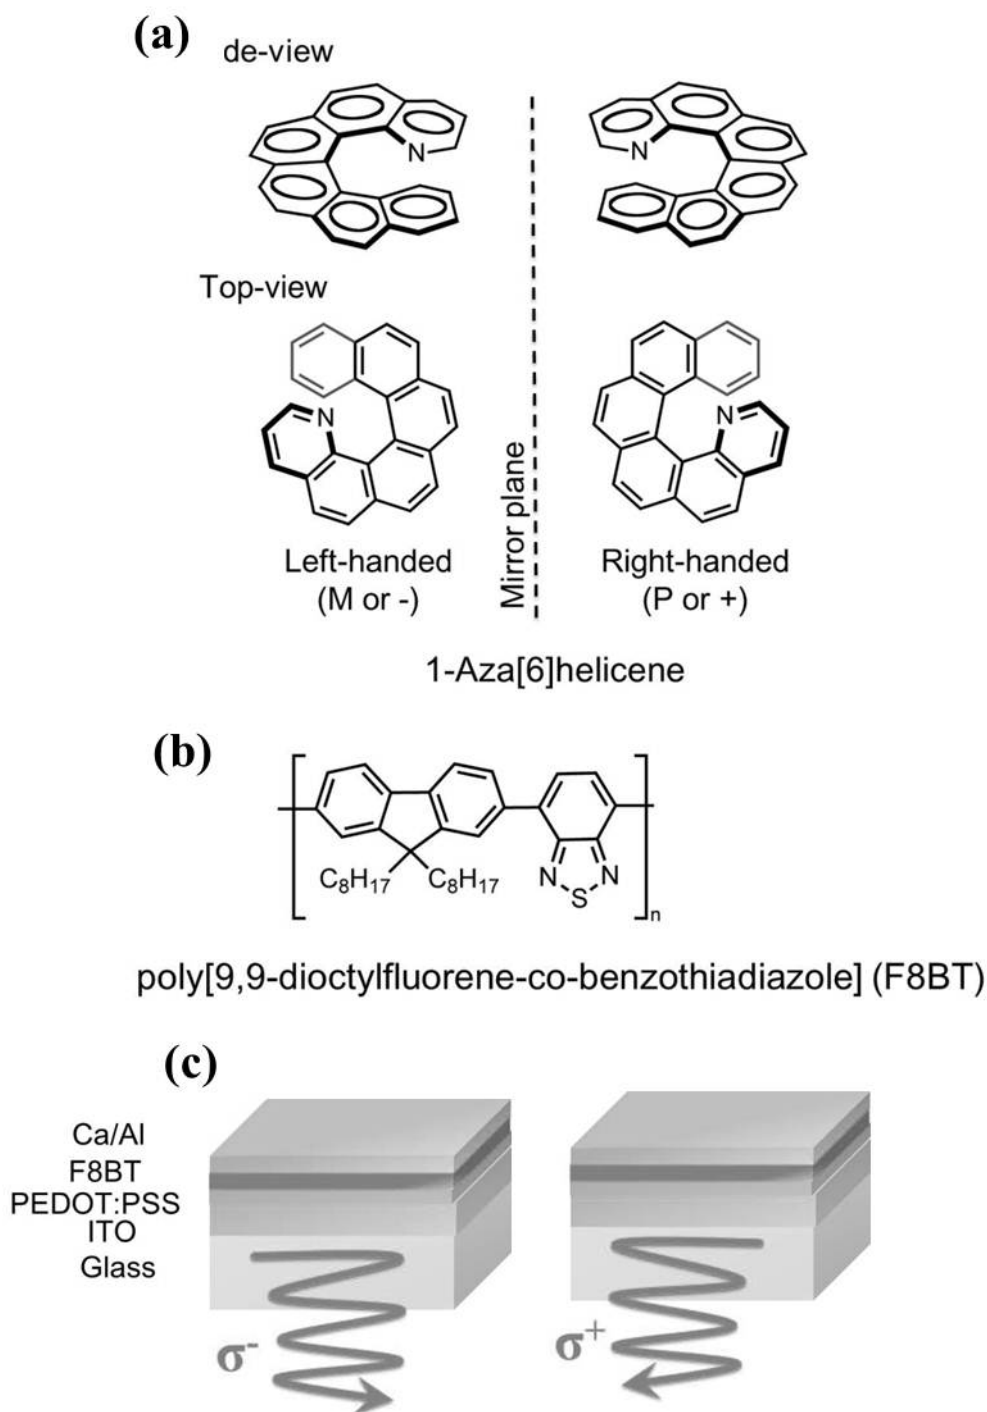 (a)
de-view
N
N
Top-view
N
N
Mirror plane
Left-handed
(M or -)
Right-handed
(P or +)
1-Aza[6]helicene
(b)
C8H17
C8H17
N
S
N
n
poly[9,9-dioctylfluorene-co-benzothiadiazole] (F8BT)
(c)
Ca/Al
F8BT
PEDOT:PSS
ITO
Glass
σ-
σ+